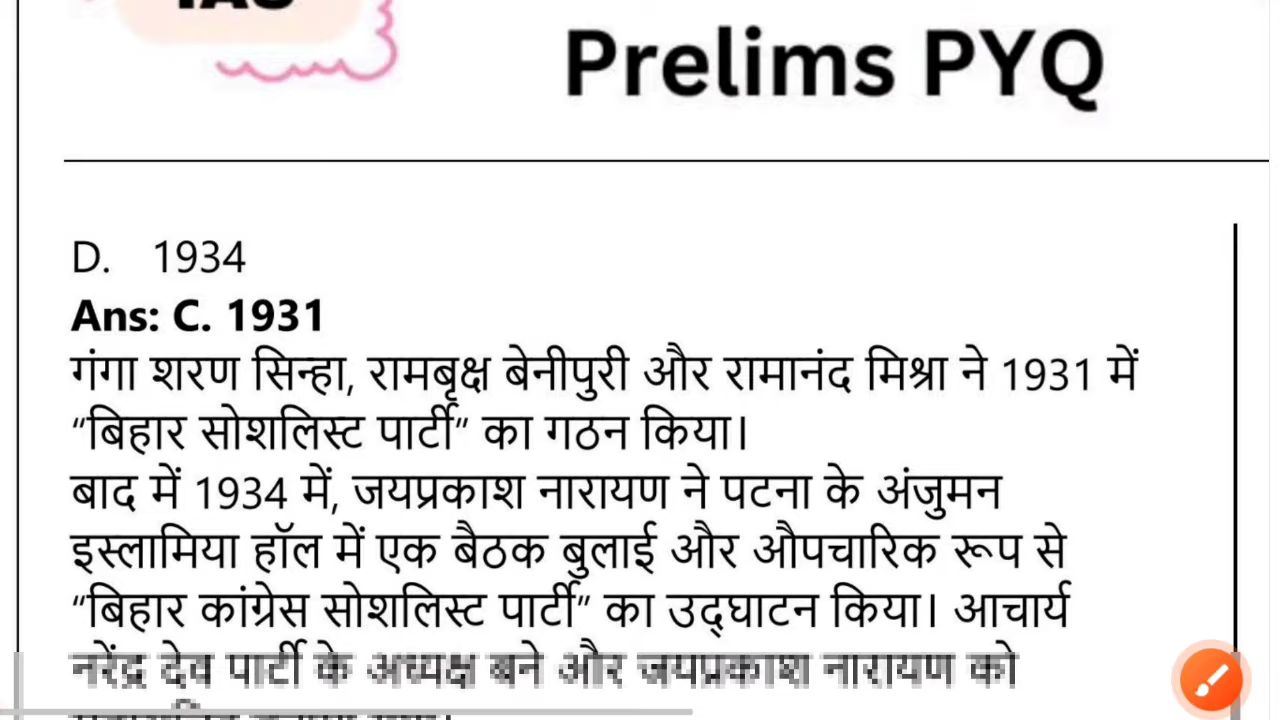 IAS
Prelims PYQ
D. 1934
Ans: C. 1931
गंगा शरण सिन्हा, रामबृक्ष बेनीपुरी और रामानंद मिश्रा ने 1931 में
“बिहार सोशलिस्ट पार्टी” का गठन किया।
बाद में 1934 में, जयप्रकाश नारायण ने पटना के अंजुमन
इस्लामिया हॉल में एक बैठक बुलाई और औपचारिक रूप से
“बिहार कांग्रेस सोशलिस्ट पार्टी” का उद्घाटन किया। आचार्य
नरेंद्र देव पार्टी के अध्यक्ष बने और जयप्रकाश नारायण को